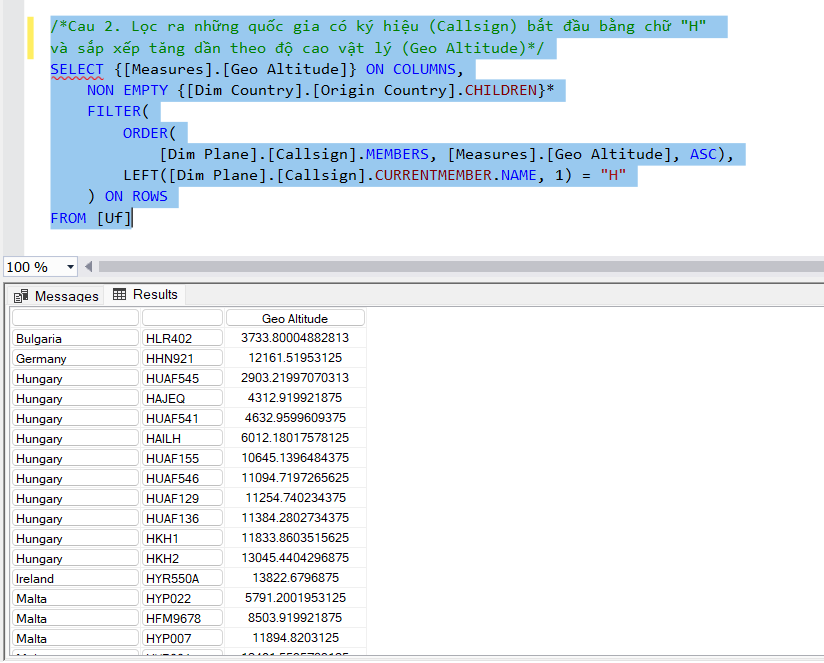 /*Cau 2. Lọc ra những quốc gia có ký hiệu (Callsign) bắt đầu bằng chữ "H"
và sắp xếp tăng dần theo độ cao vật lý (Geo Altitude)*/
SELECT {[Measures].[Geo Altitude]} ON COLUMNS,
NON EMPTY {[Dim Country].[Origin Country].CHILDREN}*
FILTER(
ORDER(
[Dim Plane].[Callsign].MEMBERS, [Measures].[Geo Altitude], ASC),
LEFT([Dim Plane].[Callsign].CURRENTMEMBER.NAME, 1) = "H"
) ON ROWS
FROM [Uf]
100 %
Messages Results
Geo Altitude
Bulgaria HLR402 3733.80004882813
Germany HHN921 12161.51953125
Hungary HUAF545 2903.21997070313
Hungary HAJEQ 4312.919921875
Hungary HUAF541 4632.9599609375
Hungary HAILH 6012.18017578125
Hungary HUAF155 10645.1396484375
Hungary HUAF546 11094.7197265625
Hungary HUAF129 11254.740234375
Hungary HUAF136 11384.2802734375
Hungary HKH1 11833.8603515625
Hungary HKH2 13045.4404296875
Ireland HYR550A 13822.6796875
Malta HYP022 5791.2001953125
Malta HFM9678 8503.919921875
Malta HYP007 11894.8203125